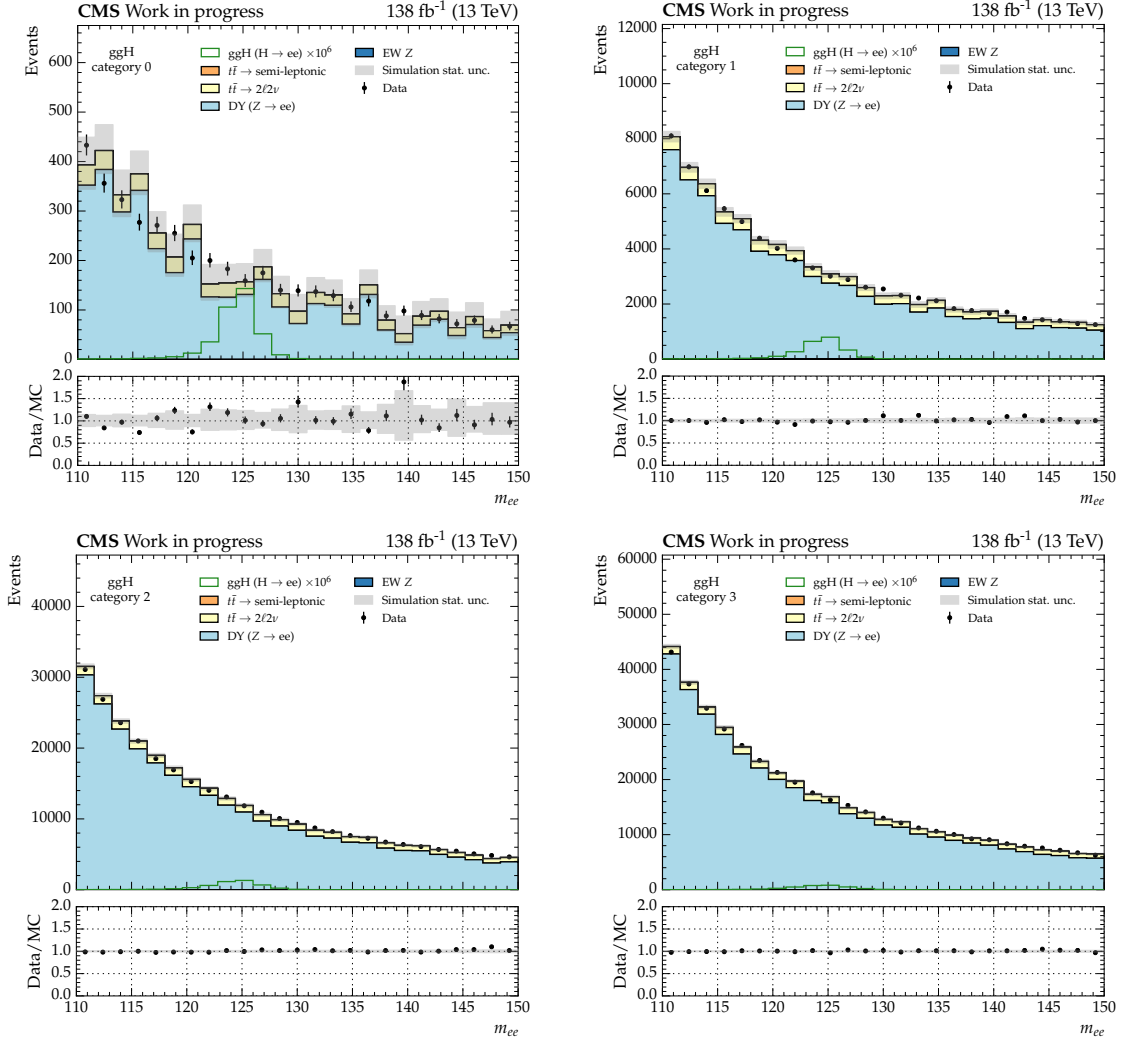 CMS Work in progress 138 fb⁻¹ (13 TeV)
Events
ggH
category 0
ggH (H → ee) ×10⁶
tt̄ → semi-leptonic
tt̄ → 2ℓ2ν
DY (Z → ee)
EW Z
Simulation stat. unc.
Data
600
500
400
300
200
100
0
Data/MC
2.0
1.5
1.0
0.5
0.0
110 115 120 125 130 135 140 145 150
m_ee
CMS Work in progress 138 fb⁻¹ (13 TeV)
Events
ggH
category 1
ggH (H → ee) ×10⁶
tt̄ → semi-leptonic
tt̄ → 2ℓ2ν
DY (Z → ee)
EW Z
Simulation stat. unc.
Data
12000
10000
8000
6000
4000
2000
0
Data/MC
2.0
1.5
1.0
0.5
0.0
110 115 120 125 130 135 140 145 150
m_ee
CMS Work in progress 138 fb⁻¹ (13 TeV)
Events
ggH
category 2
ggH (H → ee) ×10⁶
tt̄ → semi-leptonic
tt̄ → 2ℓ2ν
DY (Z → ee)
EW Z
Simulation stat. unc.
Data
40000
30000
20000
10000
0
Data/MC
2.0
1.5
1.0
0.5
0.0
110 115 120 125 130 135 140 145 150
m_ee
CMS Work in progress 138 fb⁻¹ (13 TeV)
Events
ggH
category 3
ggH (H → ee) ×10⁶
tt̄ → semi-leptonic
tt̄ → 2ℓ2ν
DY (Z → ee)
EW Z
Simulation stat. unc.
Data
60000
50000
40000
30000
20000
10000
0
Data/MC
2.0
1.5
1.0
0.5
0.0
110 115 120 125 130 135 140 145 150
m_ee